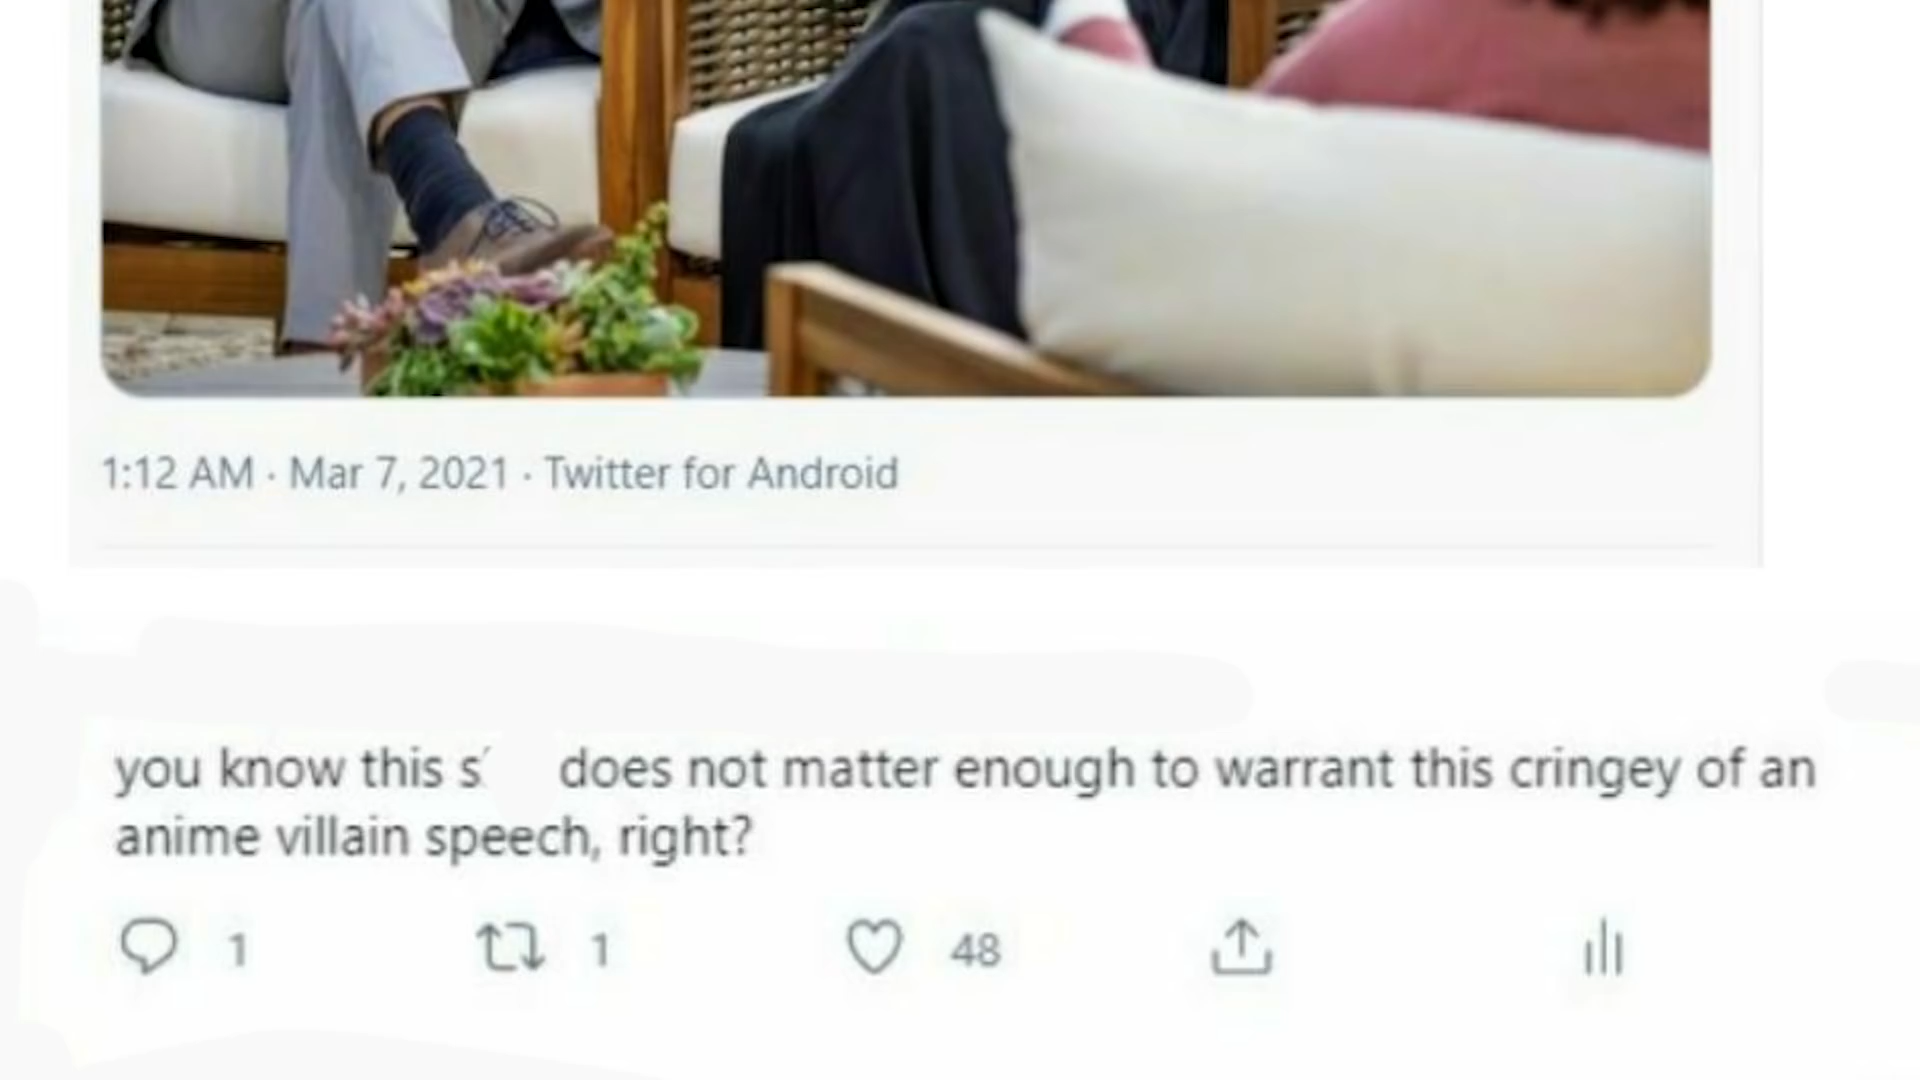 1:12 AM · Mar 7, 2021 · Twitter for Android
you know this s does not matter enough to warrant this cringey of an
anime villain speech, right?
1 1 48